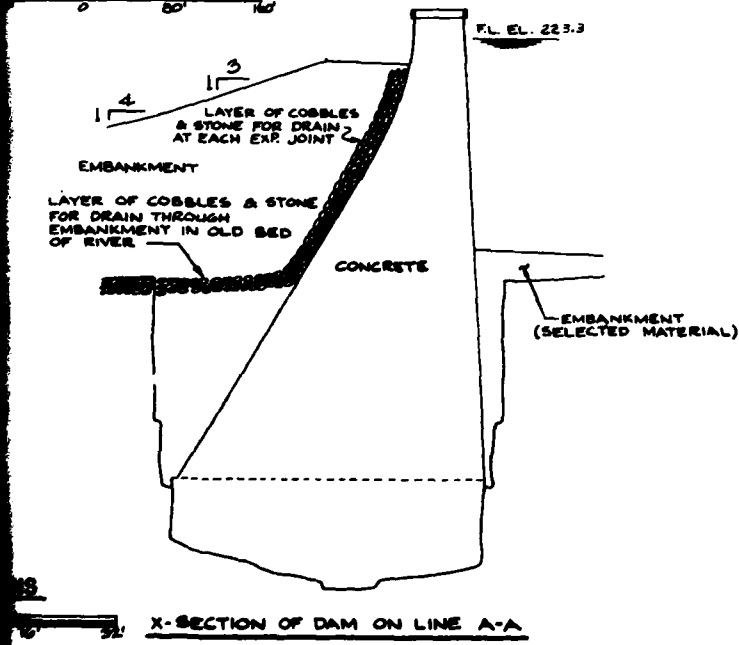 0 80' 160'
F.L. EL. 223.3
3
1
4
1
LAYER OF COBBLES
& STONE FOR DRAIN
AT EACH EXP. JOINT
EMBANKMENT
LAYER OF COBBLES & STONE
FOR DRAIN THROUGH
EMBANKMENT IN OLD BED
OF RIVER
CONCRETE
EMBANKMENT
(SELECTED MATERIAL)
32'
X-SECTION OF DAM ON LINE A-A